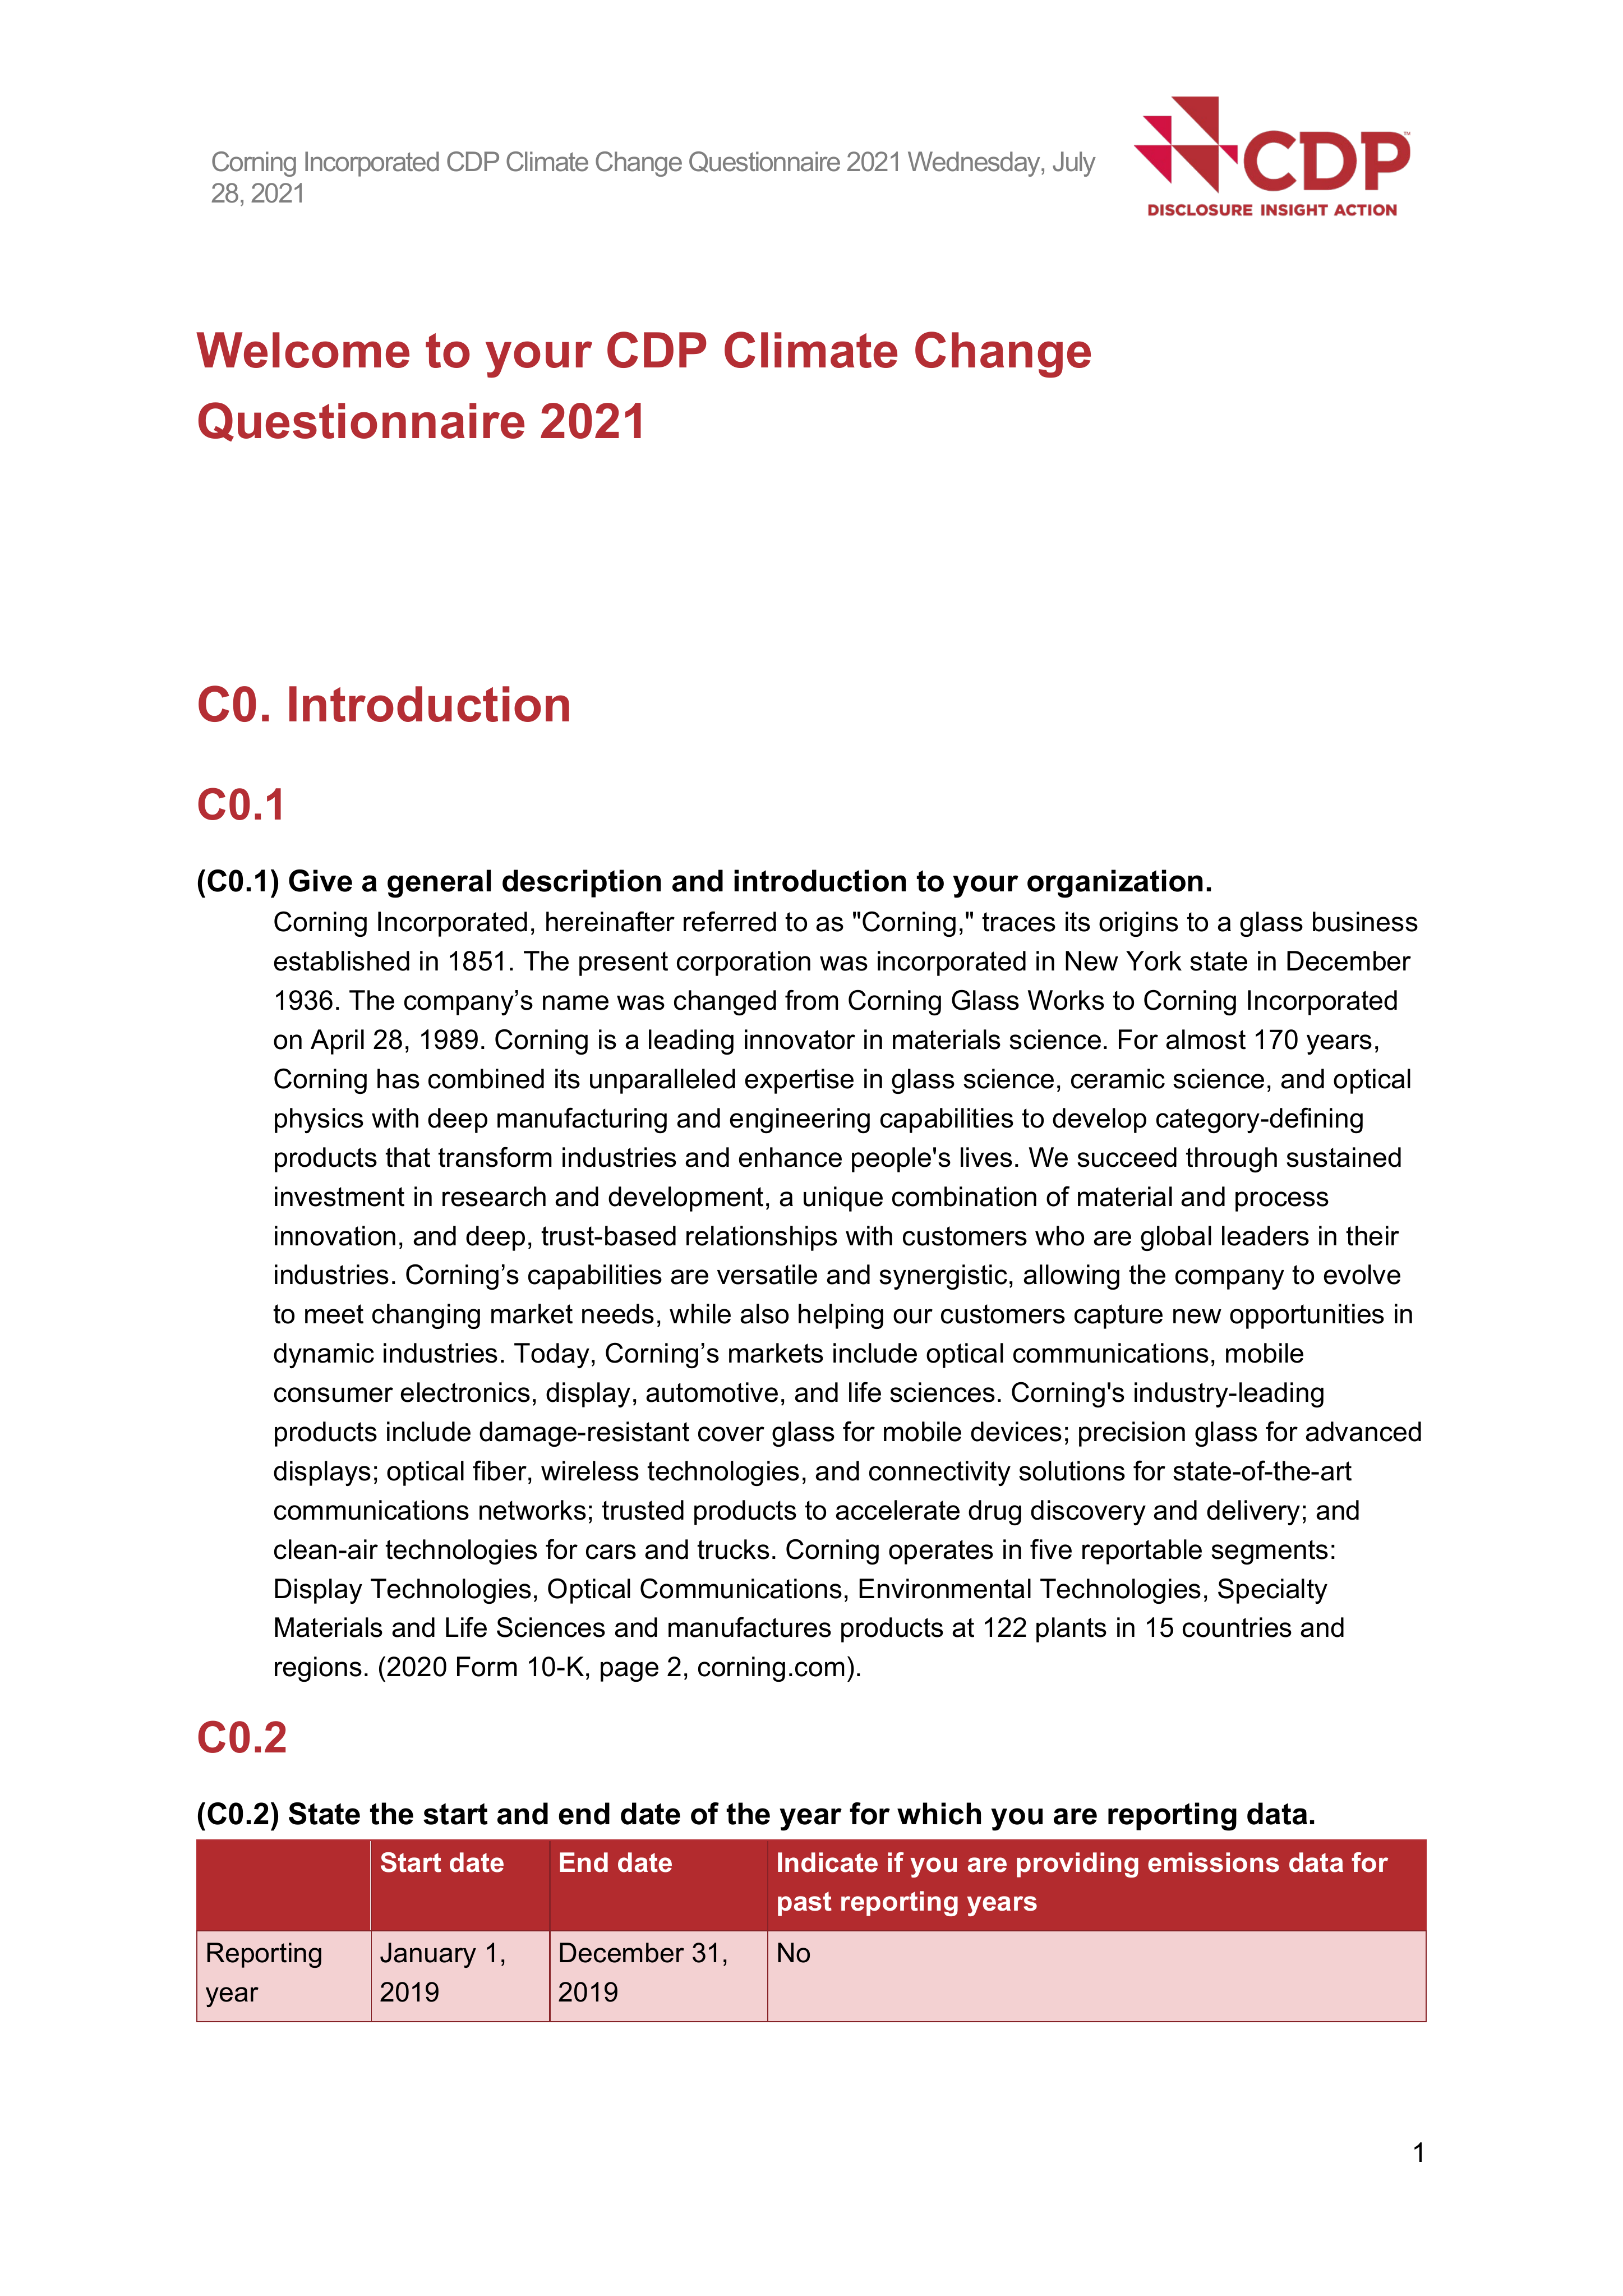 Corning Incorporated CDP Climate Change Questionnaire 2021 Wednesday, July
28, 2021
CDP™
DISCLOSURE INSIGHT ACTION
Welcome to your CDP Climate Change
Questionnaire 2021
C0. Introduction
C0.1
(C0.1) Give a general description and introduction to your organization.
Corning Incorporated, hereinafter referred to as "Corning," traces its origins to a glass business
established in 1851. The present corporation was incorporated in New York state in December
1936. The company’s name was changed from Corning Glass Works to Corning Incorporated
on April 28, 1989. Corning is a leading innovator in materials science. For almost 170 years,
Corning has combined its unparalleled expertise in glass science, ceramic science, and optical
physics with deep manufacturing and engineering capabilities to develop category-defining
products that transform industries and enhance people's lives. We succeed through sustained
investment in research and development, a unique combination of material and process
innovation, and deep, trust-based relationships with customers who are global leaders in their
industries. Corning’s capabilities are versatile and synergistic, allowing the company to evolve
to meet changing market needs, while also helping our customers capture new opportunities in
dynamic industries. Today, Corning’s markets include optical communications, mobile
consumer electronics, display, automotive, and life sciences. Corning's industry-leading
products include damage-resistant cover glass for mobile devices; precision glass for advanced
displays; optical fiber, wireless technologies, and connectivity solutions for state-of-the-art
communications networks; trusted products to accelerate drug discovery and delivery; and
clean-air technologies for cars and trucks. Corning operates in five reportable segments:
Display Technologies, Optical Communications, Environmental Technologies, Specialty
Materials and Life Sciences and manufactures products at 122 plants in 15 countries and
regions. (2020 Form 10-K, page 2, corning.com).
C0.2
(C0.2) State the start and end date of the year for which you are reporting data.
Start date End date Indicate if you are providing emissions data for
past reporting years
Reporting January 1, December 31, No
year 2019 2019
1